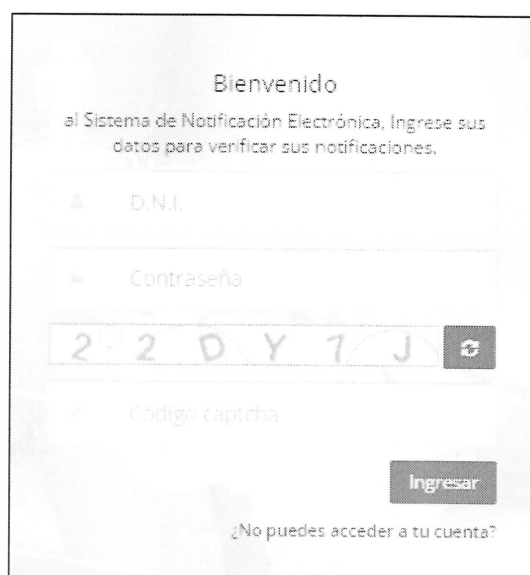 Bienvenido
al Sistema de Notificación Electrónica, Ingrese sus
datos para verificar sus notificaciones.
D.N.I.
Contraseña
2 2 D Y 7 J
Código captcha
Ingresar
¿No puedes acceder a tu cuenta?